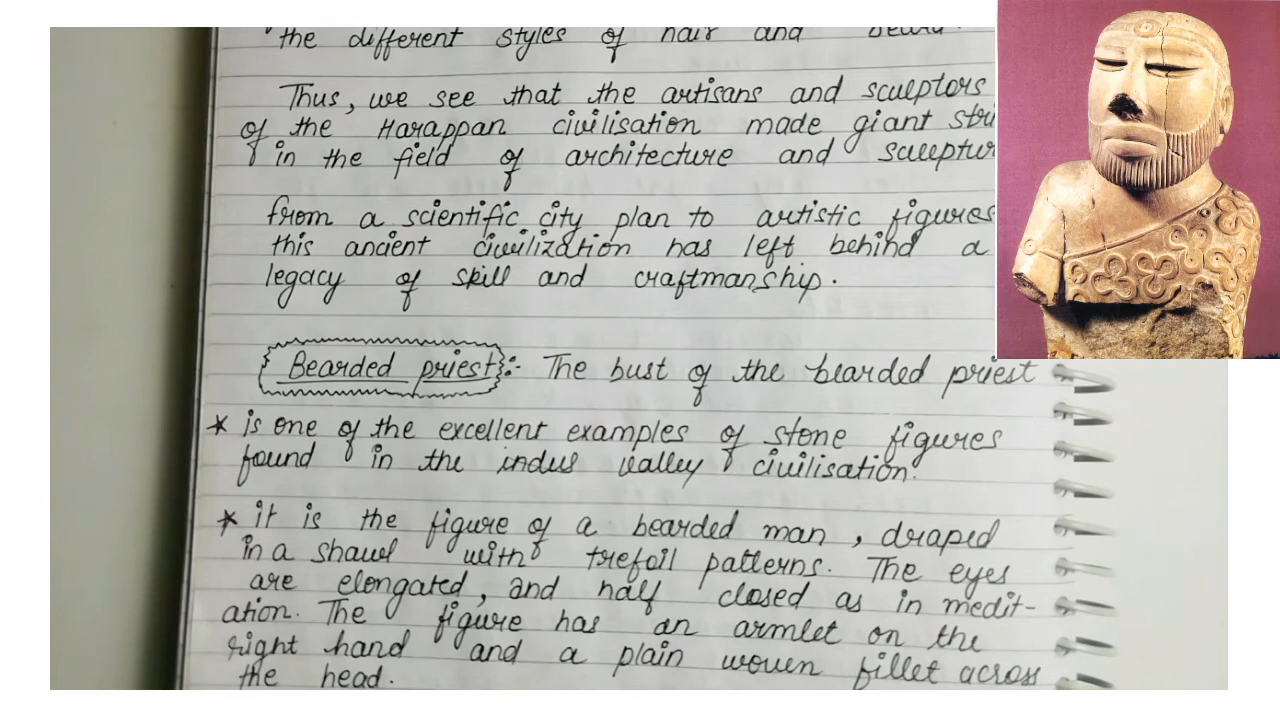 the different styles of hair and beard.
Thus, we see that the artisans and sculptors
of the Harappan civilisation made giant stri
in the field of architecture and sculptur
from a scientific city plan to artistic figures
this ancient civilization has left behind a
legacy of skill and craftmanship.
Bearded priest:- The bust of the bearded priest
* is one of the excellent examples of stone figures
found in the indus valley civilisation.
* it is the figure of a bearded man, draped
in a shawl with trefoil patterns. The eyes
are elongated, and half closed as in medit-
ation. The figure has an armlet on the
right hand and a plain woven fillet across
the head.